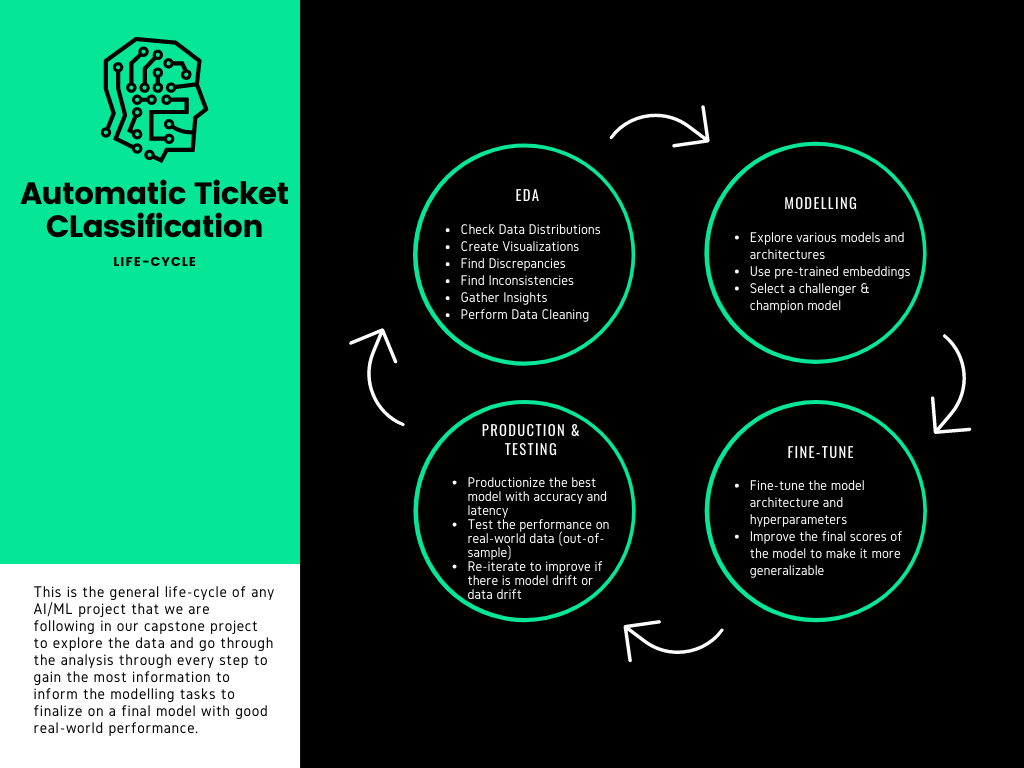 Automatic Ticket
CLassification
LIFE-CYCLE
This is the general life-cycle of any
AI/ML project that we are
following in our capstone project
to explore the data and go through
the analysis through every step to
gain the most information to
inform the modelling tasks to
finalize on a final model with good
real-world performance.
EDA
• Check Data Distributions
• Create Visualizations
• Find Discrepancies
• Find Inconsistencies
• Gather Insights
• Perform Data Cleaning
MODELLING
• Explore various models and
architectures
• Use pre-trained embeddings
• Select a challenger &
champion model
FINE-TUNE
• Fine-tune the model
architecture and
hyperparameters
• Improve the final scores of
the model to make it more
generalizable
PRODUCTION &
TESTING
• Productionize the best
model with accuracy and
latency
• Test the performance on
real-world data (out-of-
sample)
• Re-iterate to improve if
there is model drift or
data drift